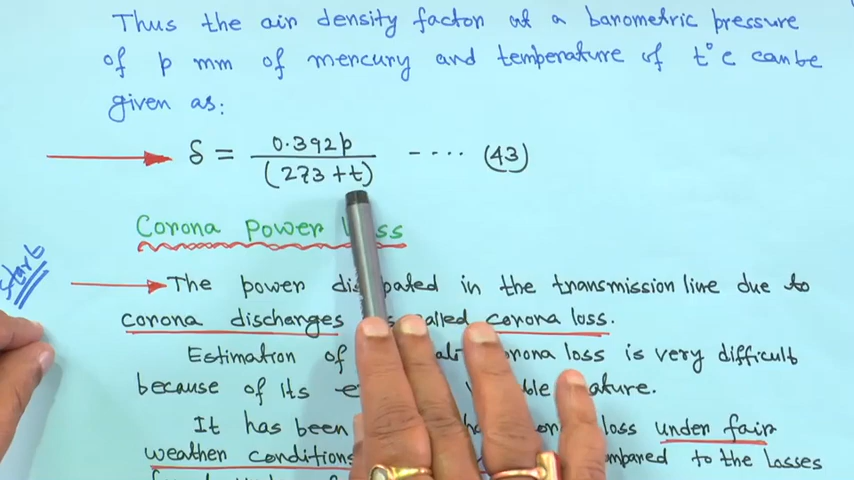 Thus the air density factor at a barometric pressure
of p mm of mercury and temperature of t°c can be
given as:
δ = 0.392p / (273 + t) ---- (43)
Corona Power ss
start
The power dis pated in the transmission line due to
corona discharges called corona loss.
Estimation of corona loss is very difficult
because of its nature.
It has been loss under fair
weather conditions compared to the losses